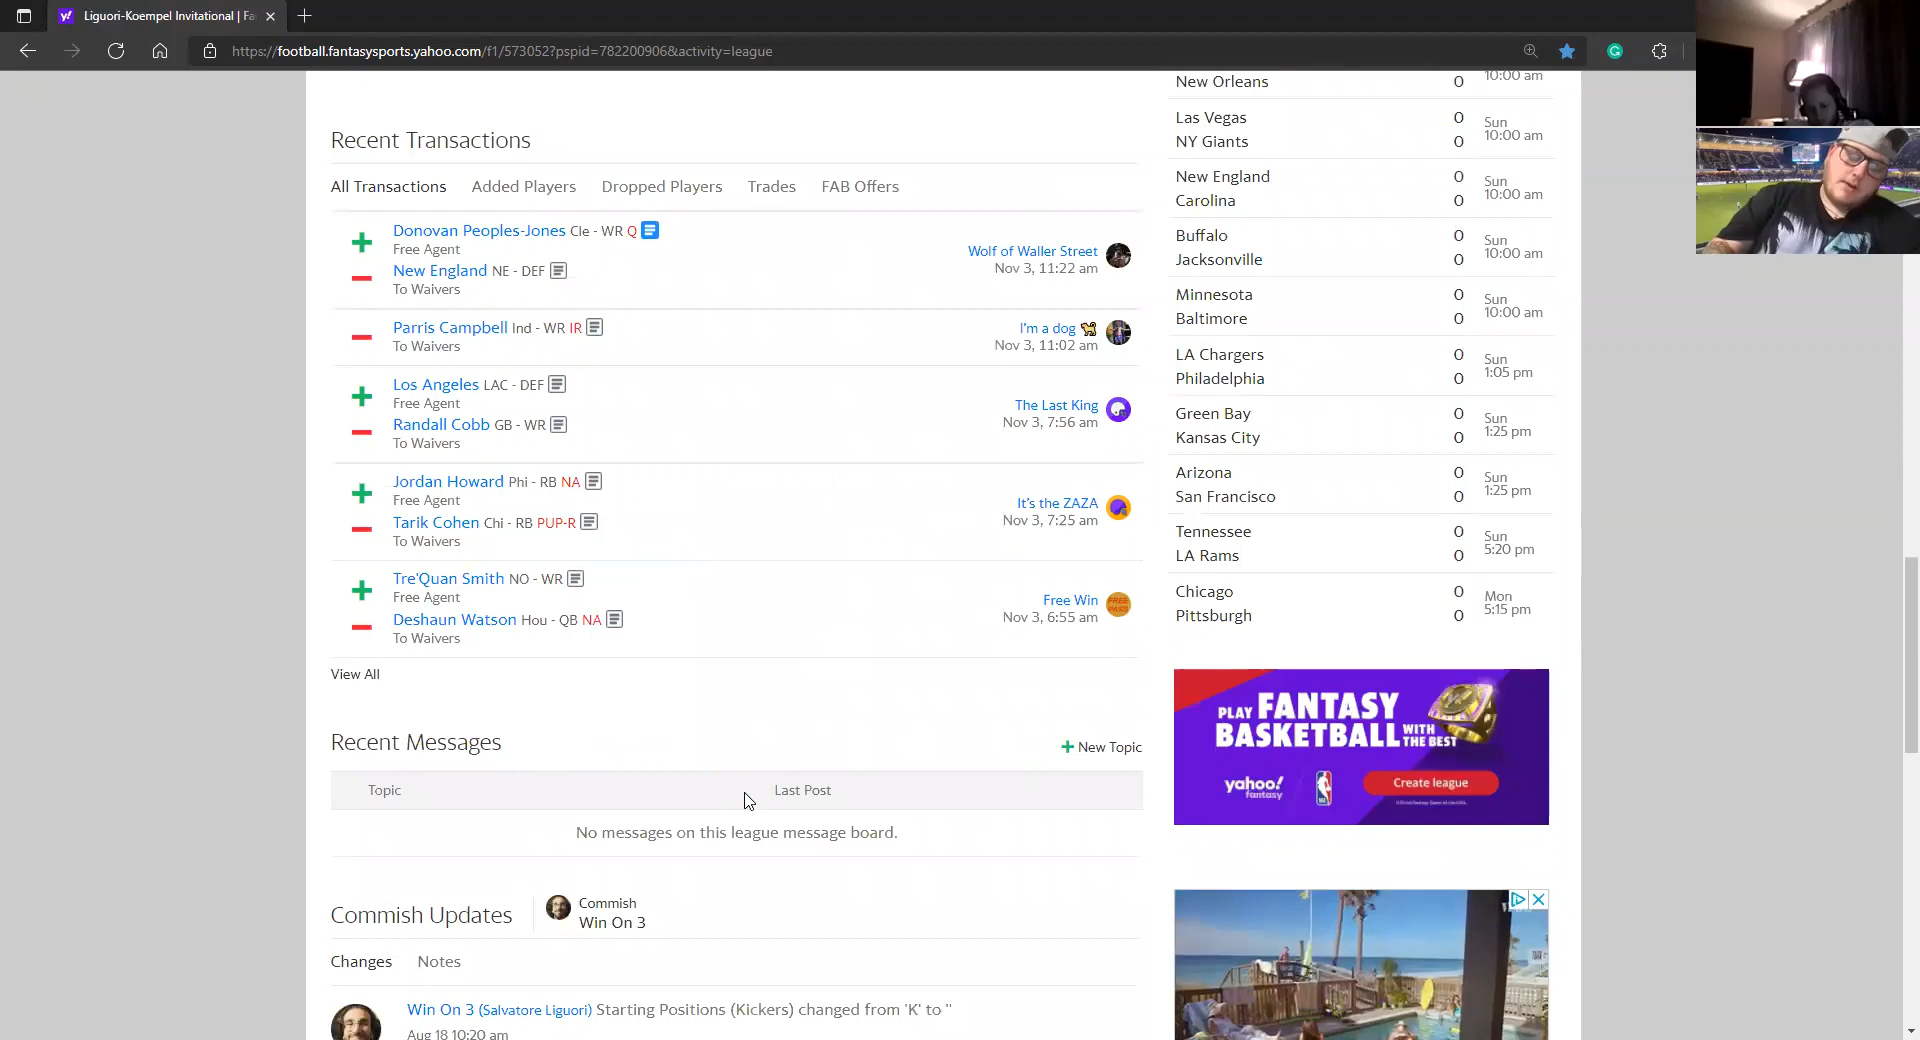 Liguori-Koempel Invitational | Fa
https://football.fantasysports.yahoo.com/f1/573052?pspid=782200906&activity=league
Recent Transactions
All Transactions Added Players Dropped Players Trades FAB Offers
Donovan Peoples-Jones Cle - WR Q
Free Agent
New England NE - DEF
To Waivers
Wolf of Waller Street
Nov 3, 11:22 am
Parris Campbell Ind - WR IR
To Waivers
I'm a dog
Nov 3, 11:02 am
Los Angeles LAC - DEF
Free Agent
Randall Cobb GB - WR
To Waivers
The Last King
Nov 3, 7:56 am
Jordan Howard Phi - RB NA
Free Agent
Tarik Cohen Chi - RB PUP-R
To Waivers
It's the ZAZA
Nov 3, 7:25 am
Tre'Quan Smith NO - WR
Free Agent
Deshaun Watson Hou - QB NA
To Waivers
Free Win
Nov 3, 6:55 am
FREE
PASS
View All
Recent Messages
New Topic
Topic Last Post
No messages on this league message board.
Commish Updates
Commish
Win On 3
Changes Notes
Win On 3 (Salvatore Liguori) Starting Positions (Kickers) changed from 'K' to ''
Aug 18 10:20 am
10:00 am
New Orleans 0
Las Vegas 0
NY Giants 0
Sun
10:00 am
New England 0
Carolina 0
Sun
10:00 am
Buffalo 0
Jacksonville 0
Sun
10:00 am
Minnesota 0
Baltimore 0
Sun
10:00 am
LA Chargers 0
Philadelphia 0
Sun
1:05 pm
Green Bay 0
Kansas City 0
Sun
1:25 pm
Arizona 0
San Francisco 0
Sun
1:25 pm
Tennessee 0
LA Rams 0
Sun
5:20 pm
Chicago 0
Pittsburgh 0
Mon
5:15 pm
PLAY FANTASY
BASKETBALL WITH
THE BEST
yahoo!
fantasy
NBA
Create league